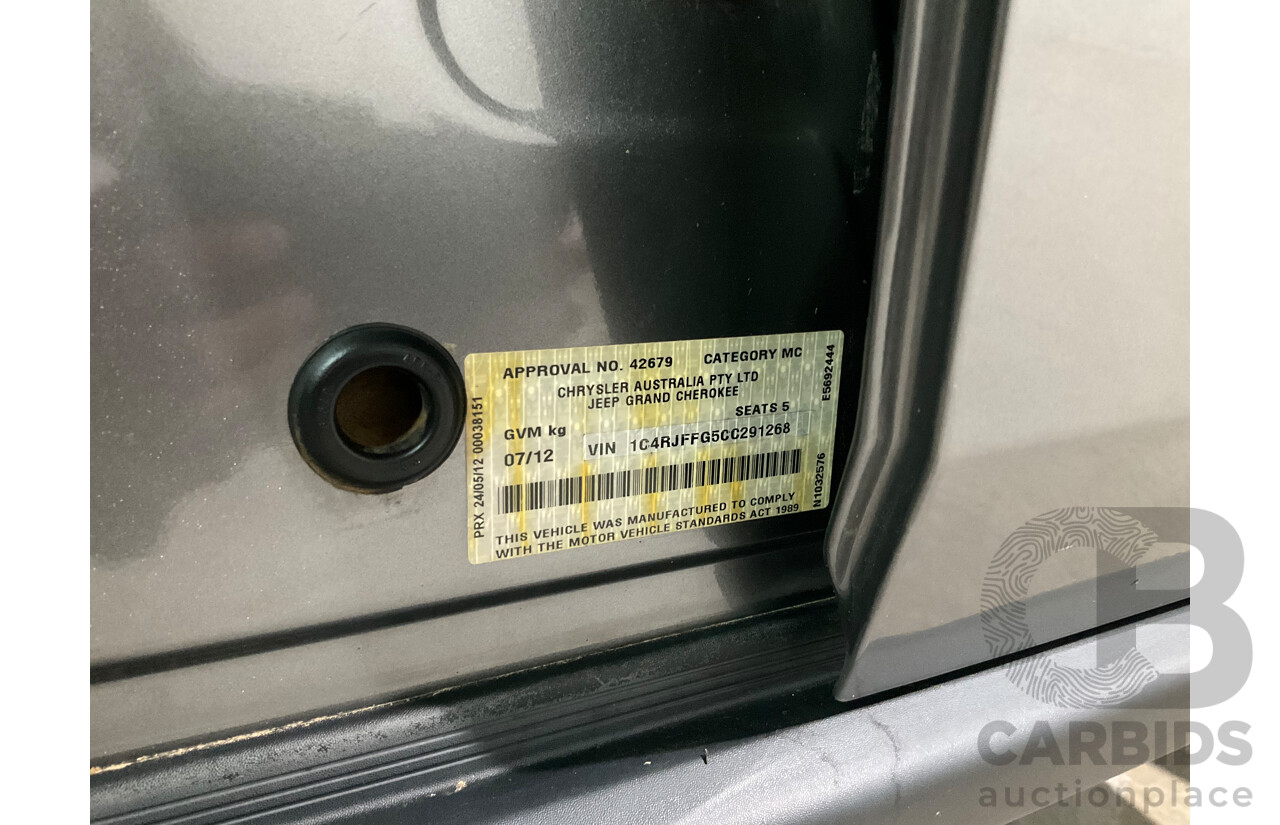 APPROVAL NO. 42679 CATEGORY MC
CHRYSLER AUSTRALIA PTY LTD
JEEP GRAND CHEROKEE
SEATS 5
GVM kg
07/12 VIN 1C4RJFFG5CC291268
THIS VEHICLE WAS MANUFACTURED TO COMPLY
WITH THE MOTOR VEHICLE STANDARDS ACT 1989
PRX 24/05/12 00038151
E5692444
N1032576
CB
CARBIDS
auctionplace